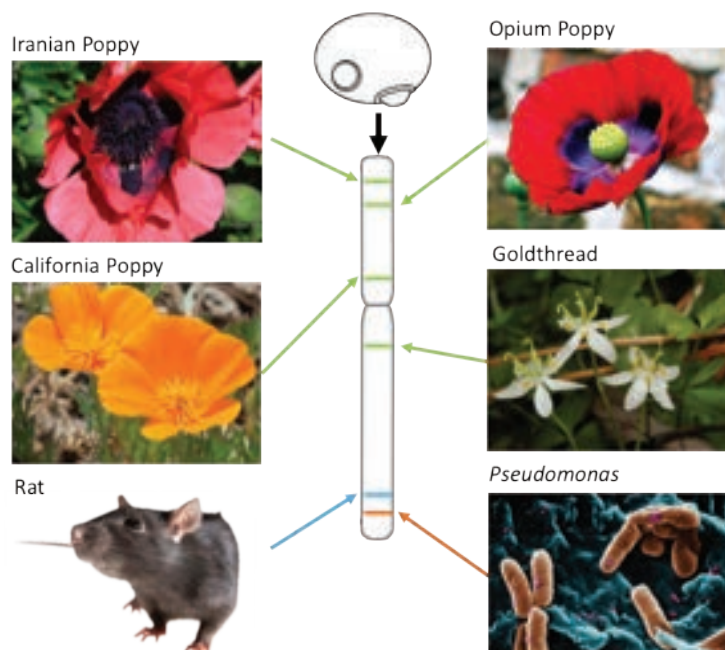 Iranian Poppy
Opium Poppy
California Poppy
Goldthread
Rat
Pseudomonas